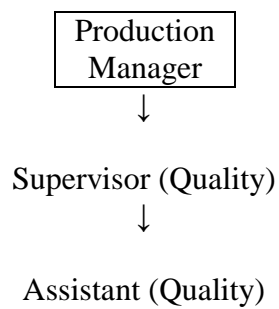 Production
Manager
↓
Supervisor (Quality)
↓
Assistant (Quality)